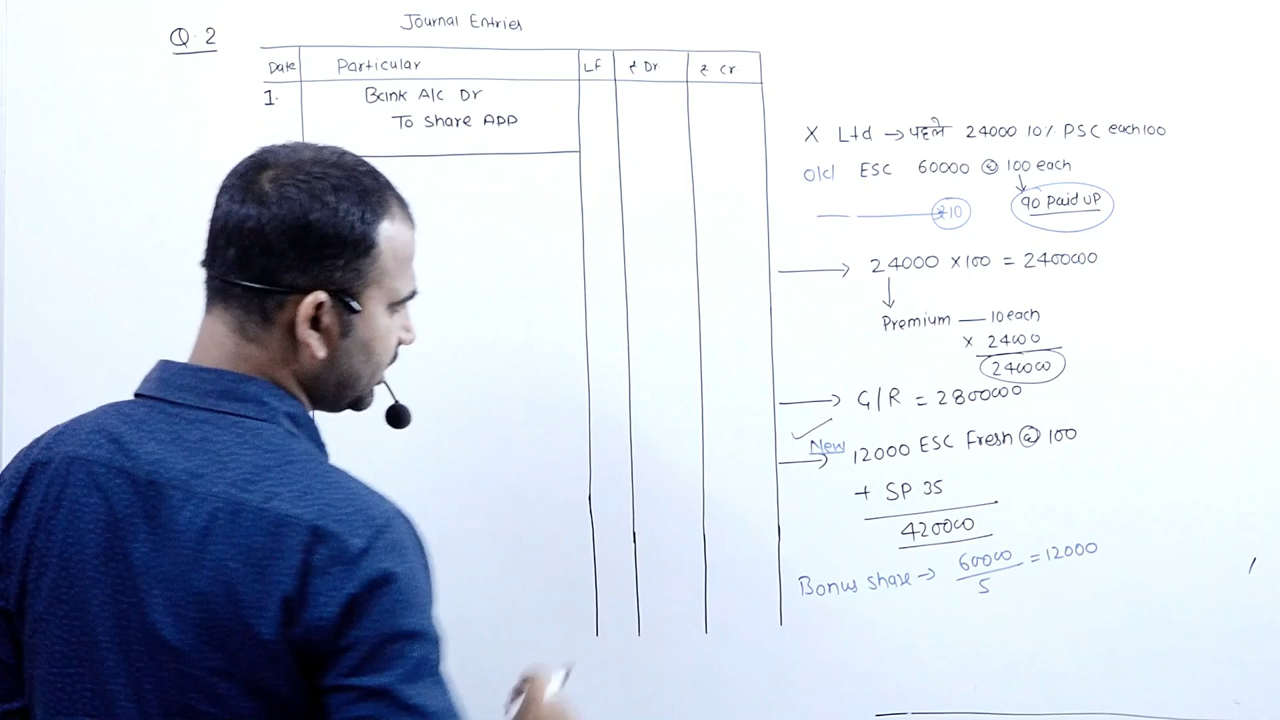 Q.2
Journal Entries
Date Particular LF ₹ Dr. ₹ Cr.
1. Bank A/C Dr
To Share APP
X Ltd → पहले 24000 10% PSC each 100
Old ESC 60000 @ 100 each
90 Paid UP
₹10
24000 × 100 = 2400000
Premium — 10 each
× 24000
240000
G/R = 2800000
New
12000 ESC Fresh @ 100
+ SP 35
420000
Bonus share → 60000/5 = 12000